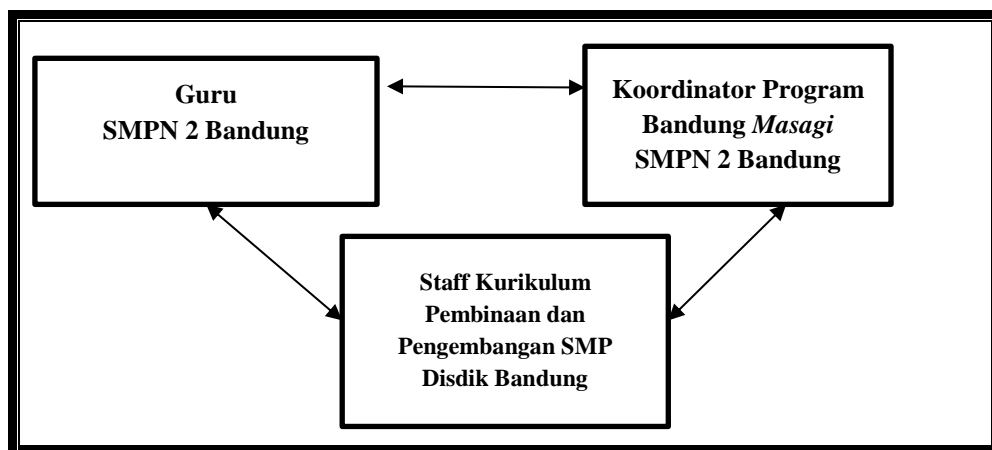 Guru
SMPN 2 Bandung
Koordinator Program
Bandung Masagi
SMPN 2 Bandung
Staff Kurikulum
Pembinaan dan
Pengembangan SMP
Disdik Bandung